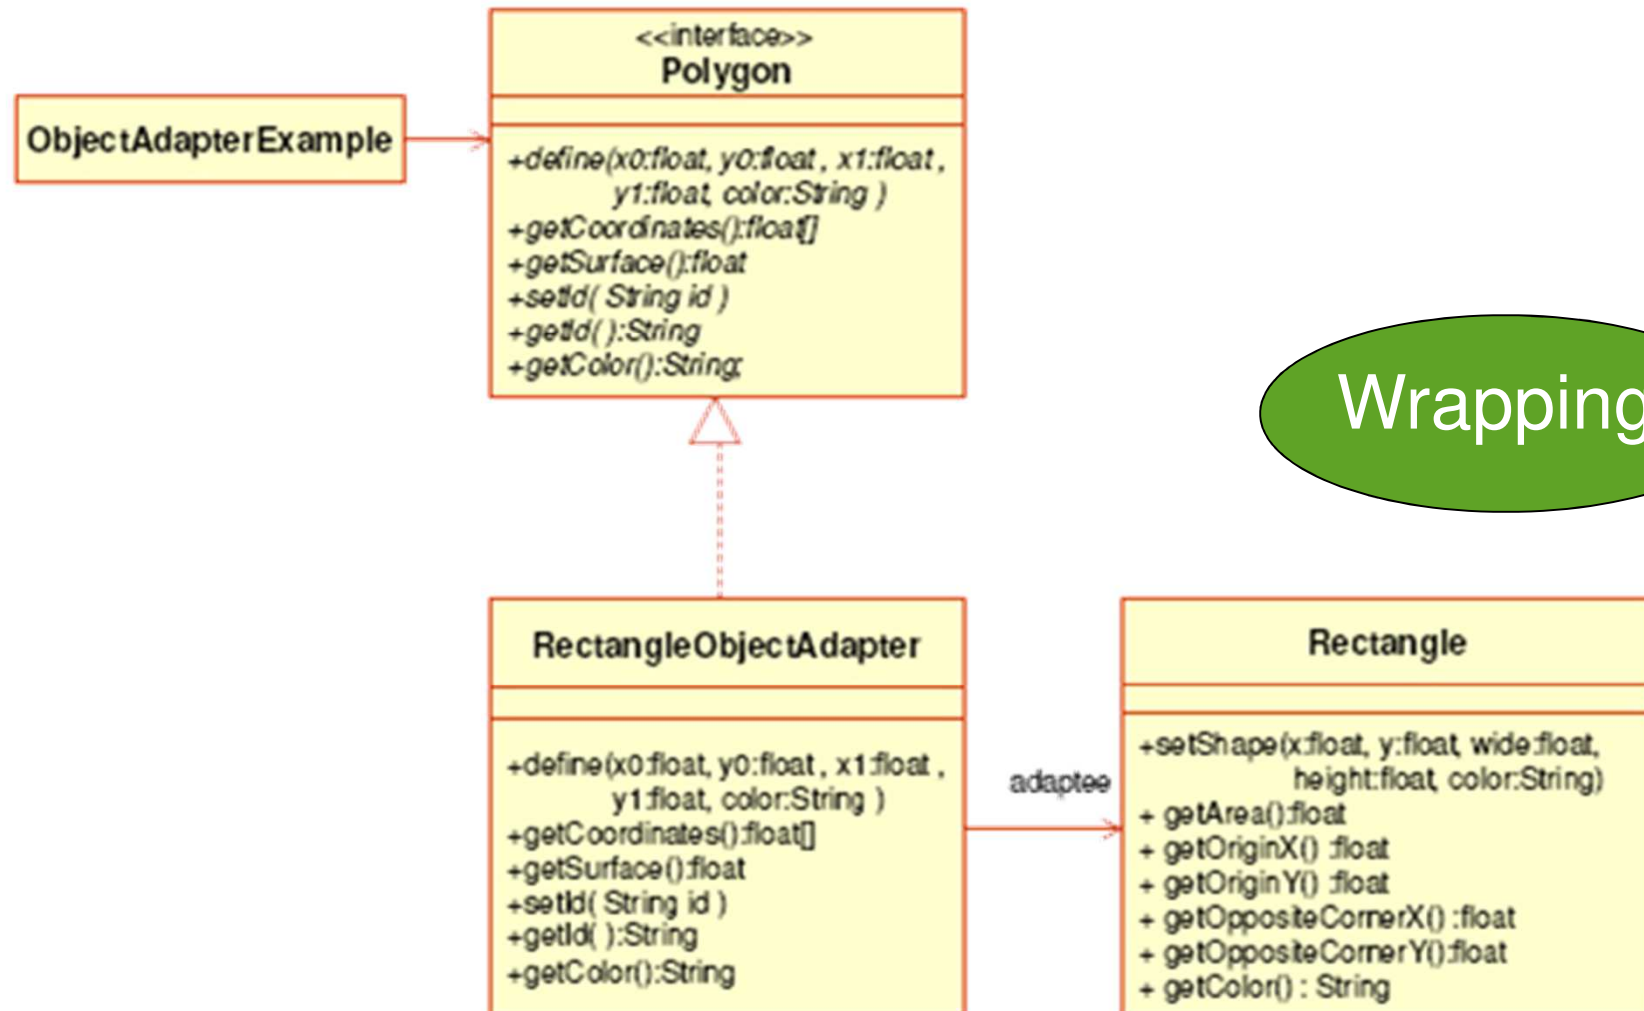 <<interface>>
Polygon
ObjectAdapterExample
+define(x0:float, y0:float , x1:float ,
y1:float, color:String )
+getCoordinates():float[]
+getSurface():float
+setId( String id )
+getId( ):String
+getColor():String;
Wrapping
RectangleObjectAdapter
+define(x0:float, y0:float , x1:float ,
y1:float, color:String )
+getCoordinates():float[]
+getSurface():float
+setId( String id )
+getId( ):String
+getColor():String
adaptee
Rectangle
+setShape(x:float, y:float, wide:float,
height:float, color:String)
+ getArea():float
+ getOriginX() :float
+ getOriginY() :float
+ getOppositeCornerX() :float
+ getOppositeCornerY():float
+ getColor() : String